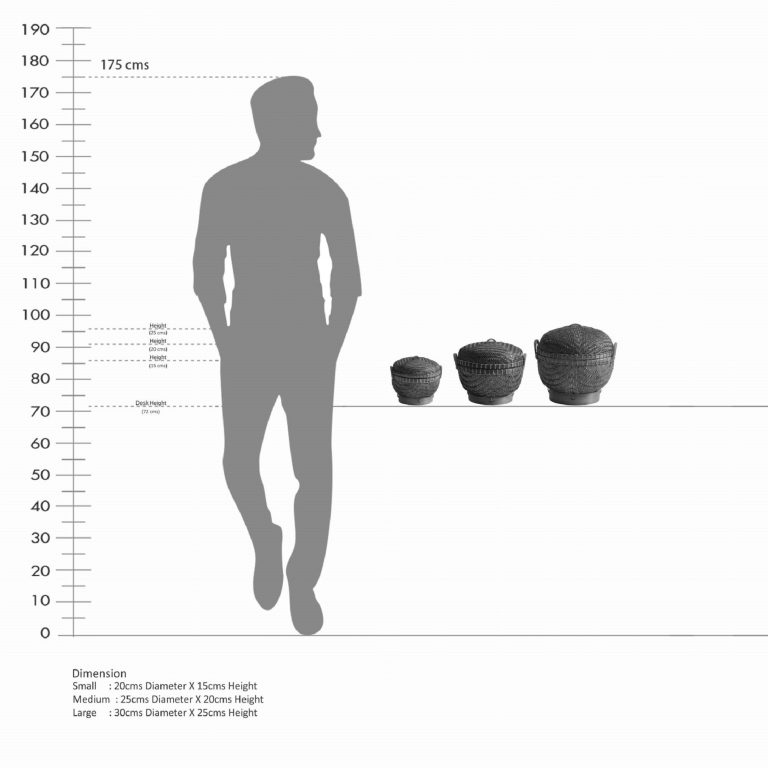 190
180
175 cms
170
160
150
140
130
120
110
100
Height
(25 cms)
Height
(20 cms)
90
Height
(15 cms)
80
Desk Height
(72 cms)
70
60
50
40
30
20
10
0
Dimension
Small : 20cms Diameter X 15cms Height
Medium : 25cms Diameter X 20cms Height
Large : 30cms Diameter X 25cms Height